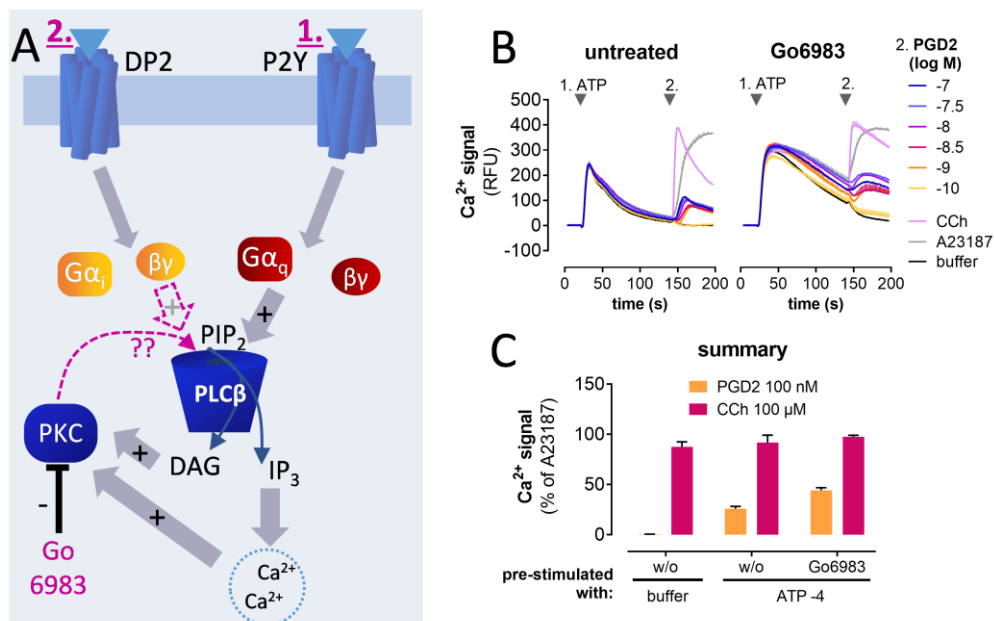 A
2.
1.
DP2
P2Y
Gαi
βγ
Gαq
βγ
+
+
??
PIP2
PLCβ
PKC
+
DAG
IP3
-
+
Go
6983
Ca2+
Ca2+
B
untreated
Go6983
2. PGD2
(log M)
1. ATP
2.
1. ATP
2.
Ca2+ signal
(RFU)
500
400
300
200
100
0
-100
0
50
100
150
200
0
50
100
150
200
time (s)
time (s)
-7
-7.5
-8
-8.5
-9
-10
CCh
A23187
buffer
C
summary
Ca2+ signal
(% of A23187)
150
100
50
0
PGD2 100 nM
CCh 100 µM
w/o
w/o
Go6983
pre-stimulated
with:
buffer
ATP -4